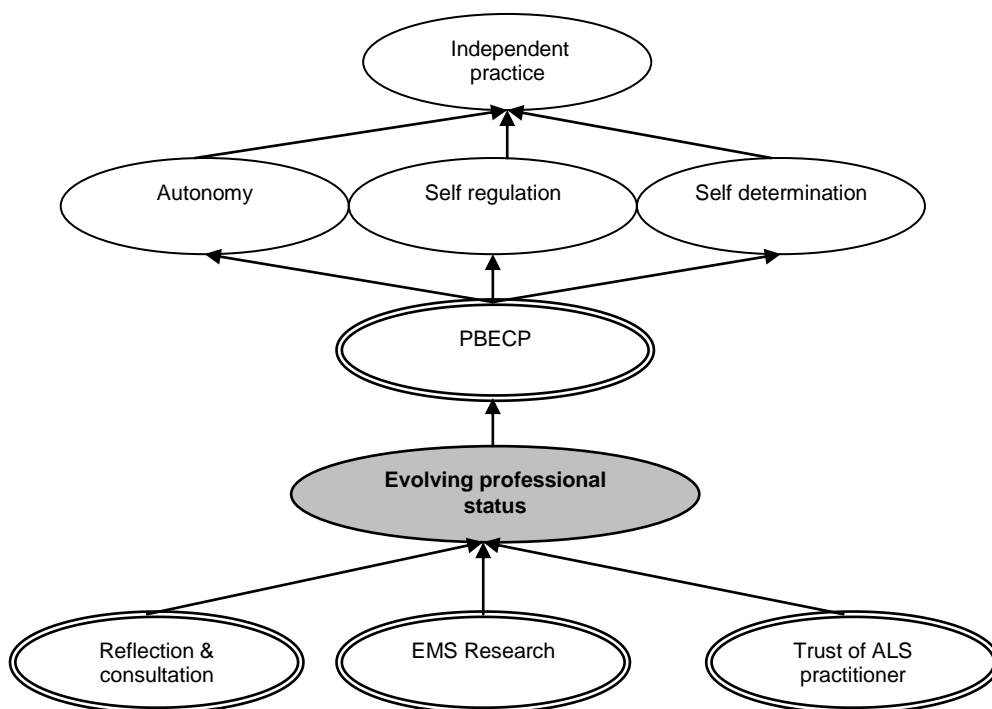 Independent
practice
Autonomy
Self regulation
Self determination
PBECP
Evolving professional
status
Reflection &
consultation
EMS Research
Trust of ALS
practitioner